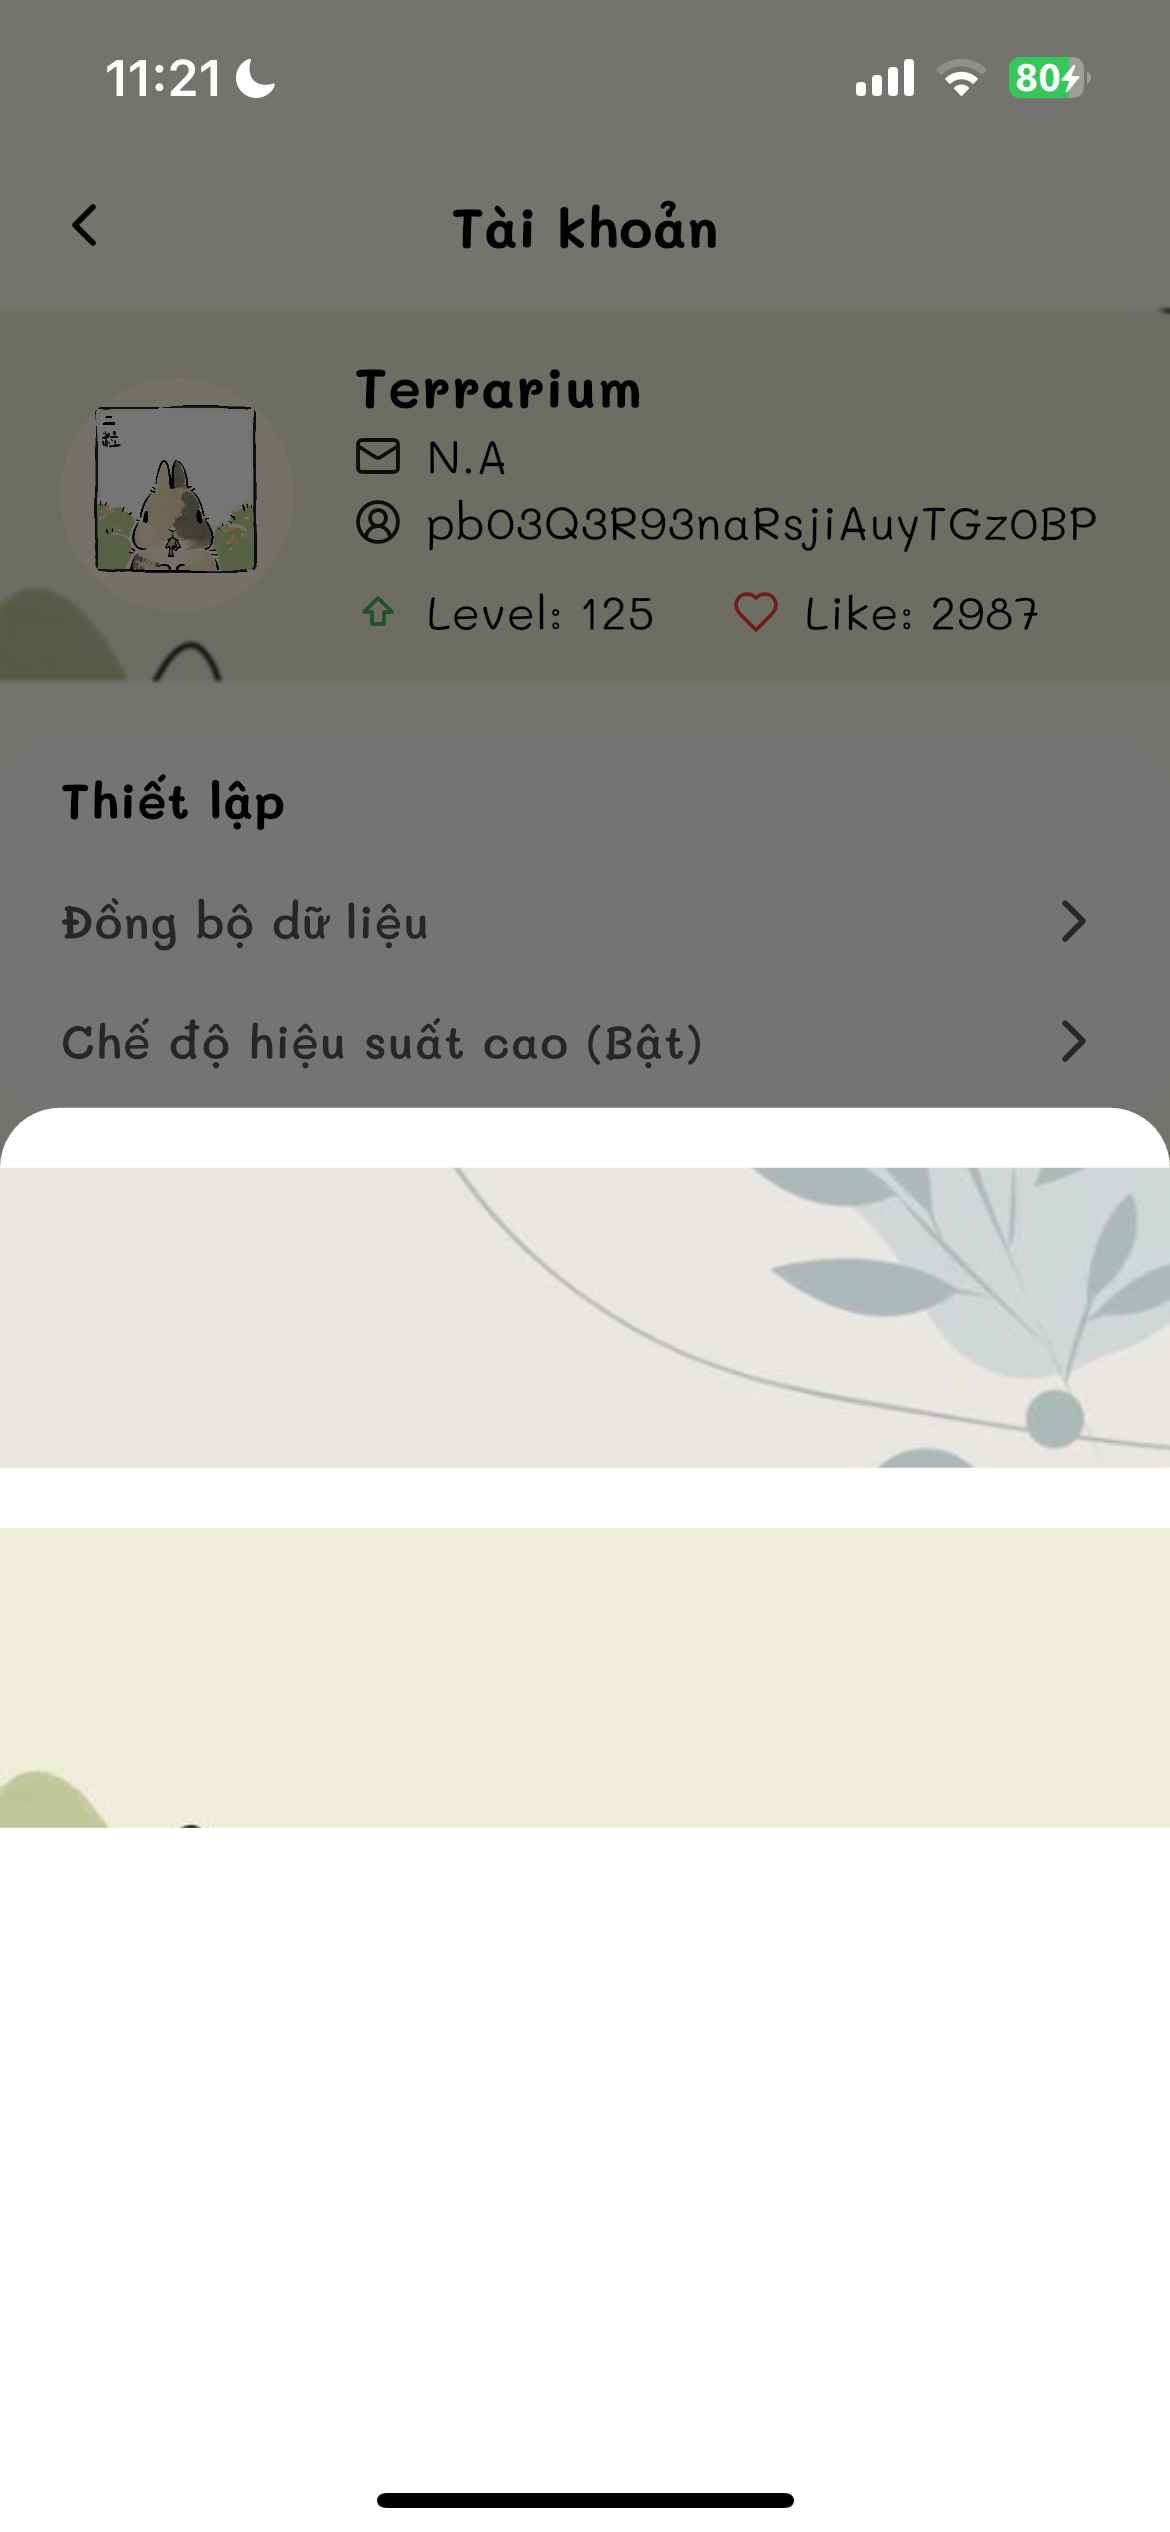 11:21
80
Tài khoản
Terrarium
N.A
pb03Q3R93naRsjiAuyTGz0BP
Level: 125
Like: 2987
Thiết lập
Đồng bộ dữ liệu
Chế độ hiệu suất cao (Bật)